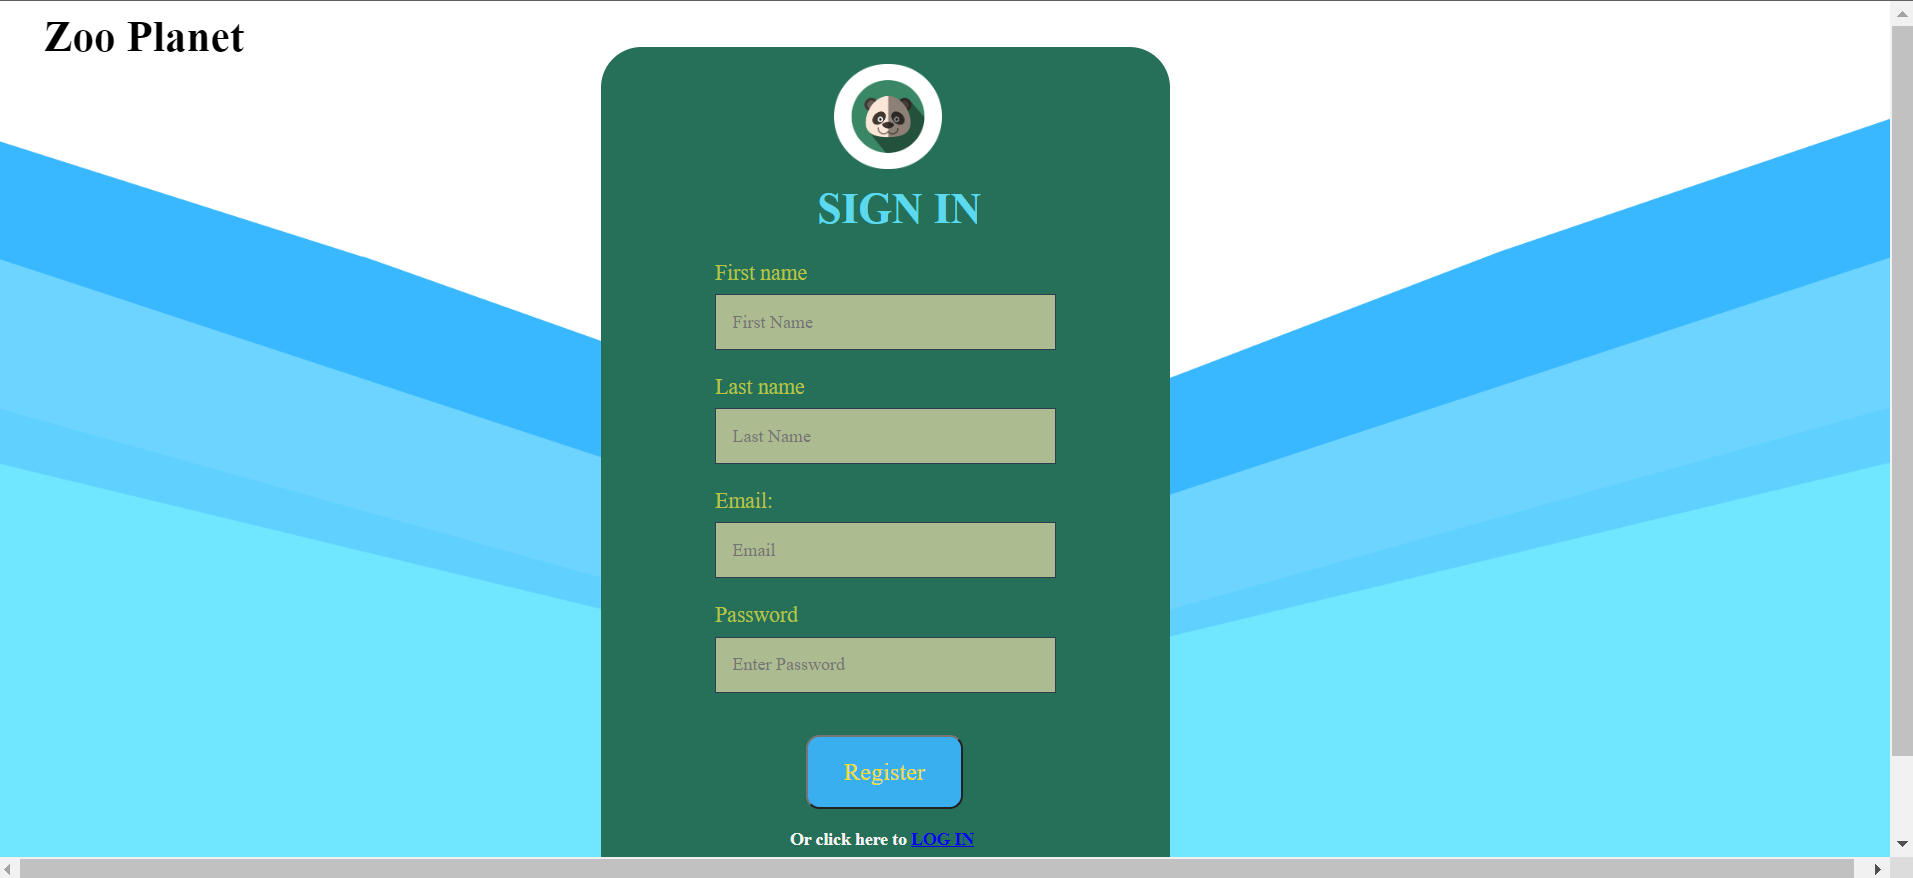 Zoo Planet
SIGN IN
First name
First Name
Last name
Last Name
Email:
Email
Password
Enter Password
Register
Or click here to LOG IN